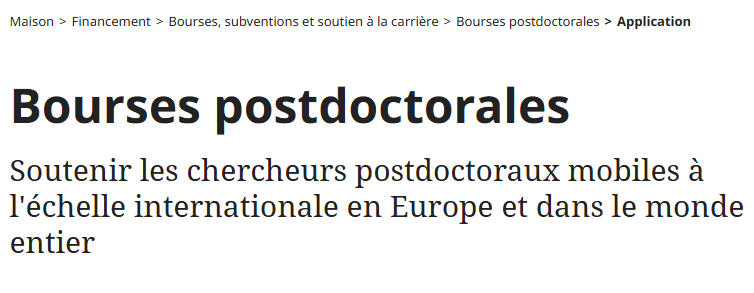 Maison > Financement > Bourses, subventions et soutien à la carrière > Bourses postdoctorales > Application
Bourses postdoctorales
Soutenir les chercheurs postdoctoraux mobiles à
l'échelle internationale en Europe et dans le monde
entier